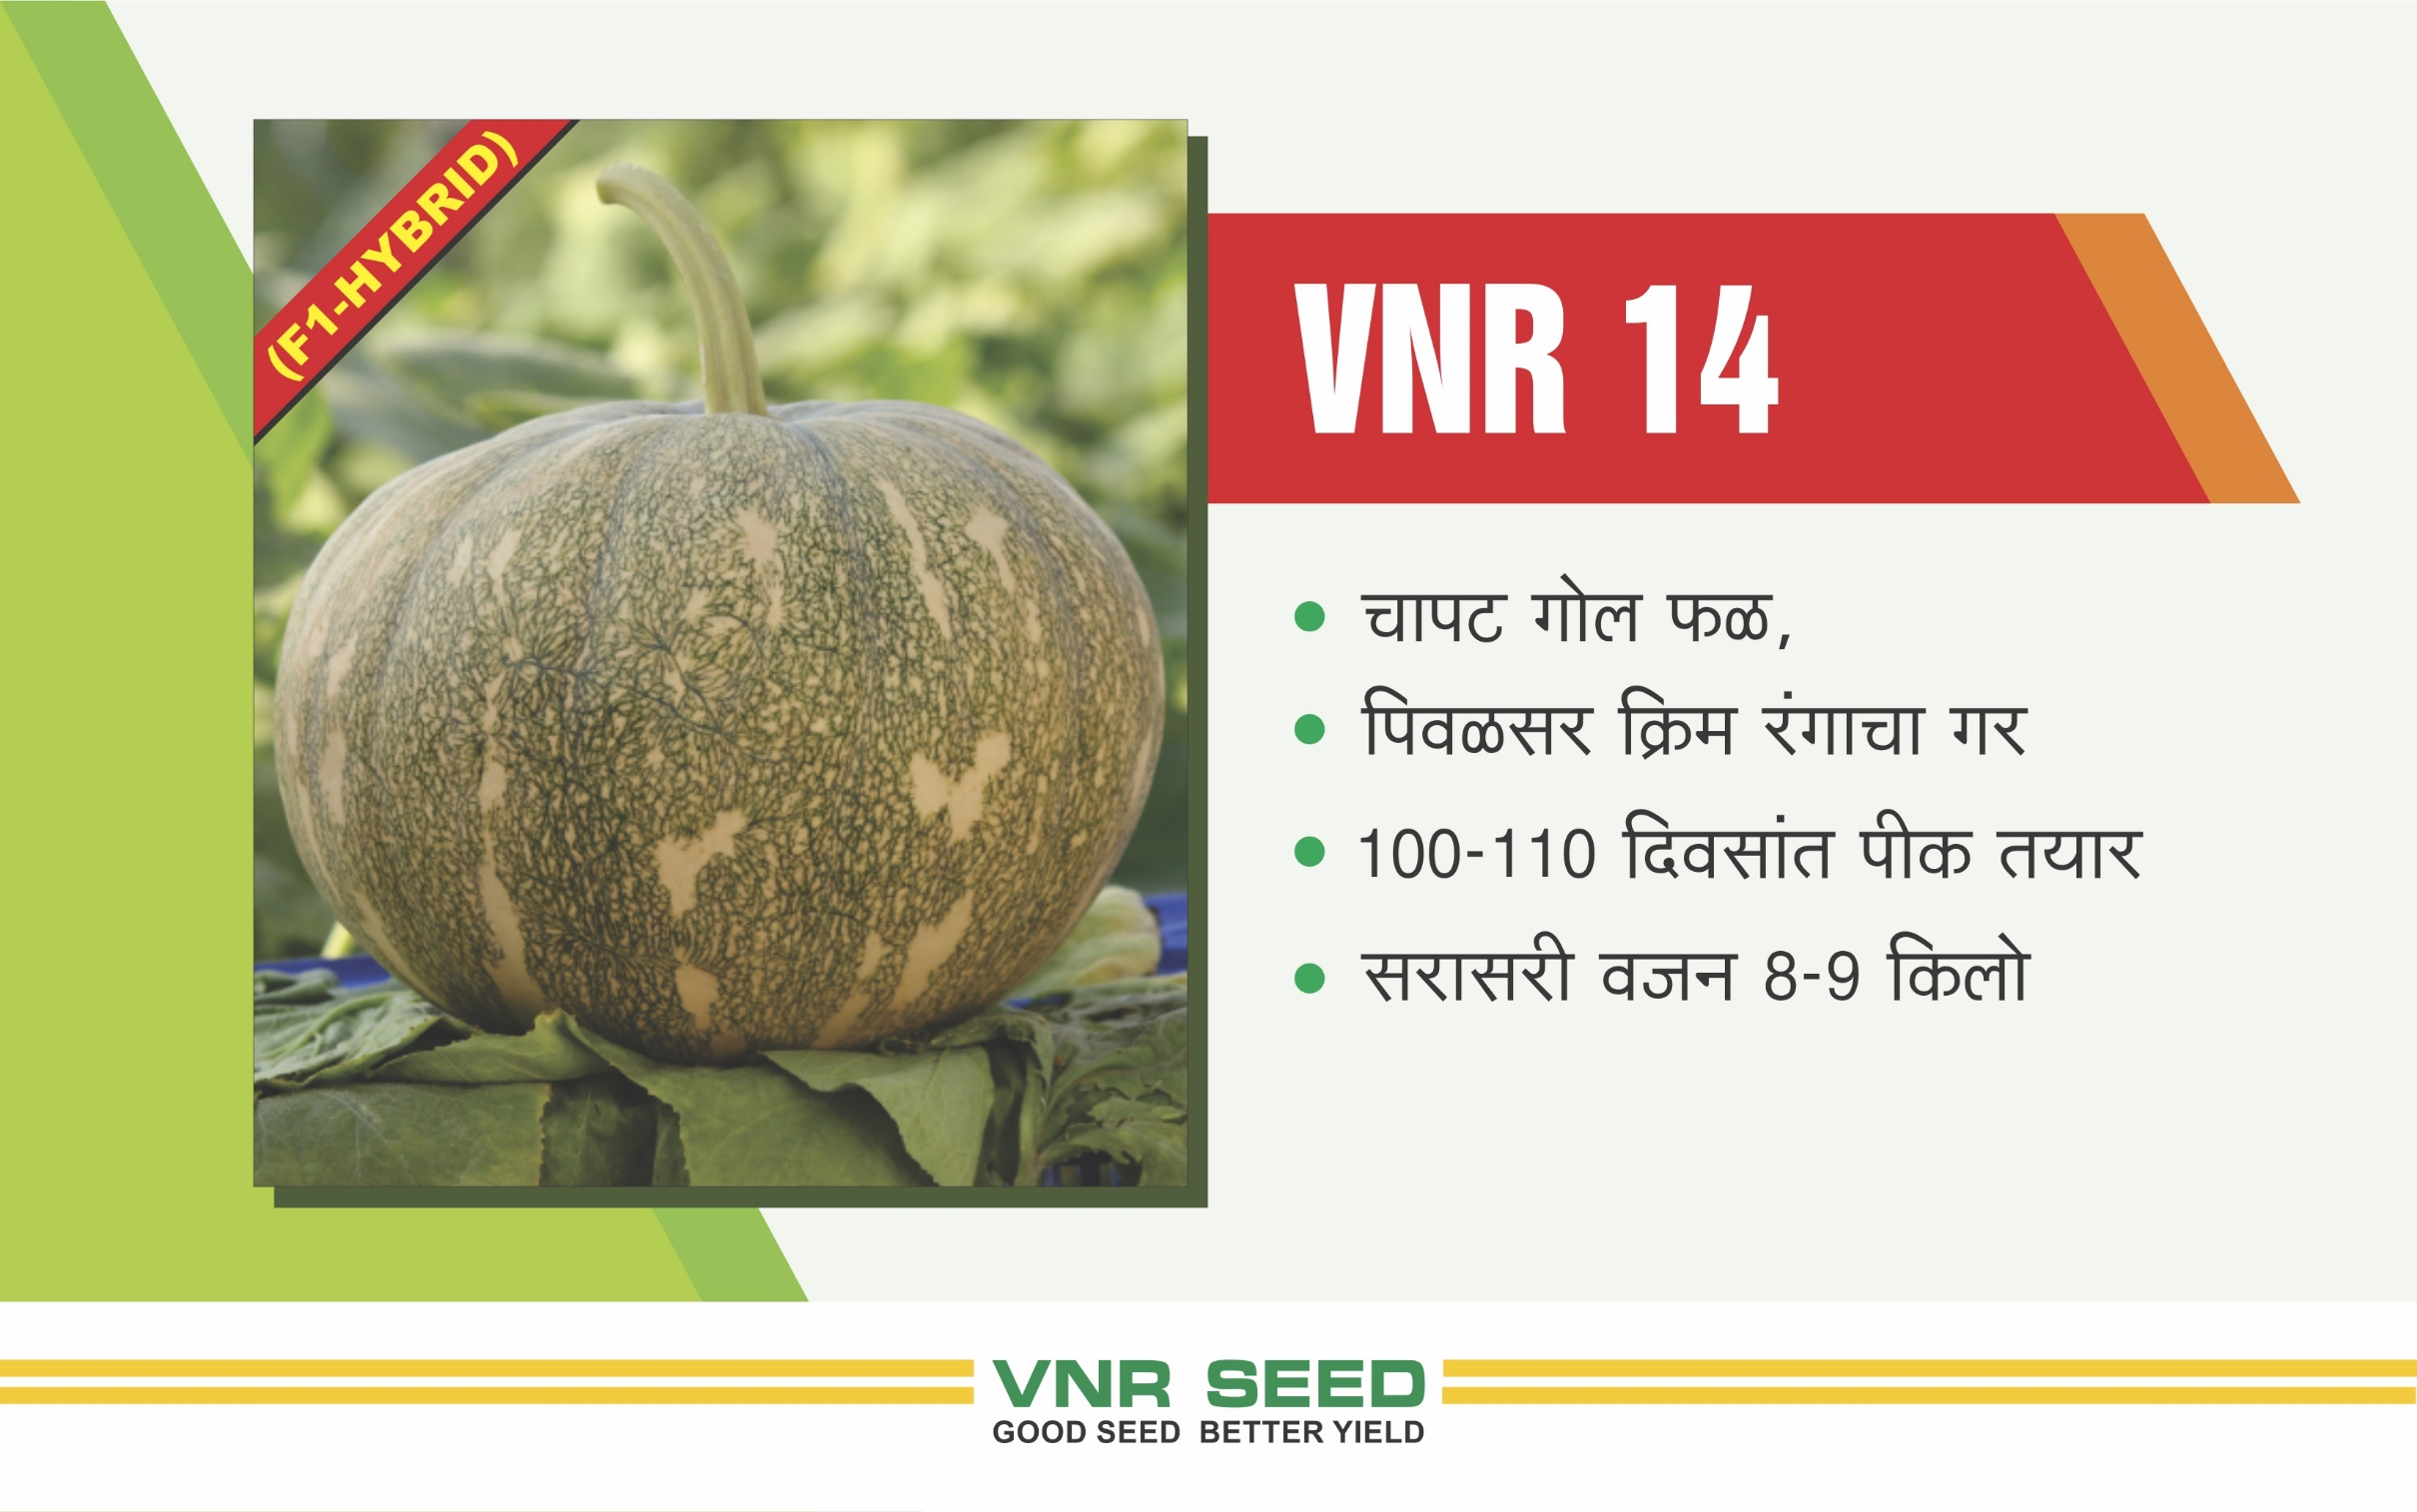 (F1-HYBRID)
VNR 14
चापट गोल फळ,
पिवळसर क्रिम रंगाचा गर
100-110 दिवसांत पीक तयार
सरासरी वजन 8-9 किलो
VNR SEED
GOOD SEED BETTER YIELD